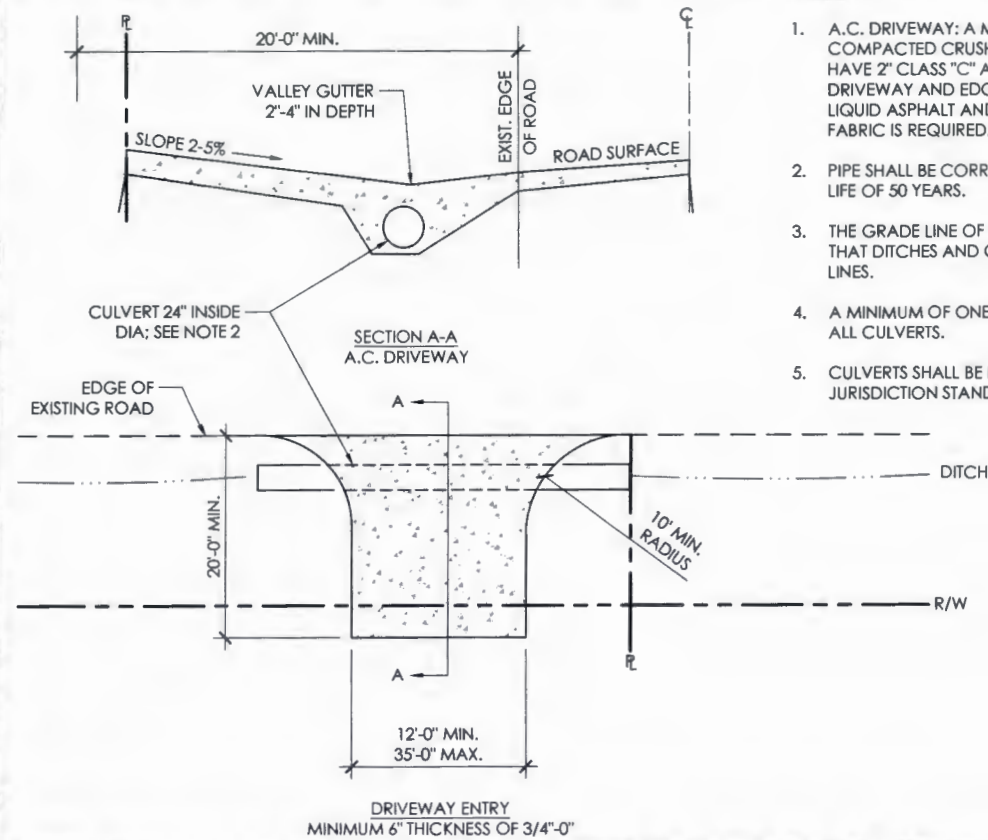 PL
CL
20'-0" MIN.
VALLEY GUTTER
2"-4" IN DEPTH
EXIST. EDGE
OF ROAD
SLOPE 2-5%
ROAD SURFACE
CULVERT 24" INSIDE
DIA; SEE NOTE 2
SECTION A-A
A.C. DRIVEWAY
EDGE OF
EXISTING ROAD
A
DITCH
20'-0" MIN.
10' MIN.
RADIUS
R/W
A
PL
12'-0" MIN.
35'-0" MAX.
DRIVEWAY ENTRY
MINIMUM 6" THICKNESS OF 3/4"-0"
1. A.C. DRIVEWAY: A M
COMPACTED CRUSH
HAVE 2" CLASS "C" A
DRIVEWAY AND EDG
LIQUID ASPHALT AND
FABRIC IS REQUIRED
2. PIPE SHALL BE CORR
LIFE OF 50 YEARS.
3. THE GRADE LINE OF
THAT DITCHES AND
LINES.
4. A MINIMUM OF ONE
ALL CULVERTS.
5. CULVERTS SHALL BE
JURISDICTION STAND